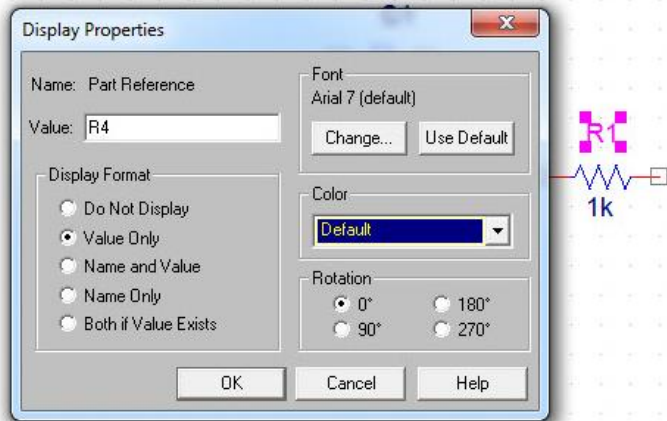 Display Properties
Name: Part Reference
Value: R4
Display Format
Do Not Display
Value Only
Name and Value
Name Only
Both if Value Exists
Font
Arial 7 (default)
Change...
Use Default
Color
Default
Rotation
0°
180°
90°
270°
OK
Cancel
Help
R1
1k